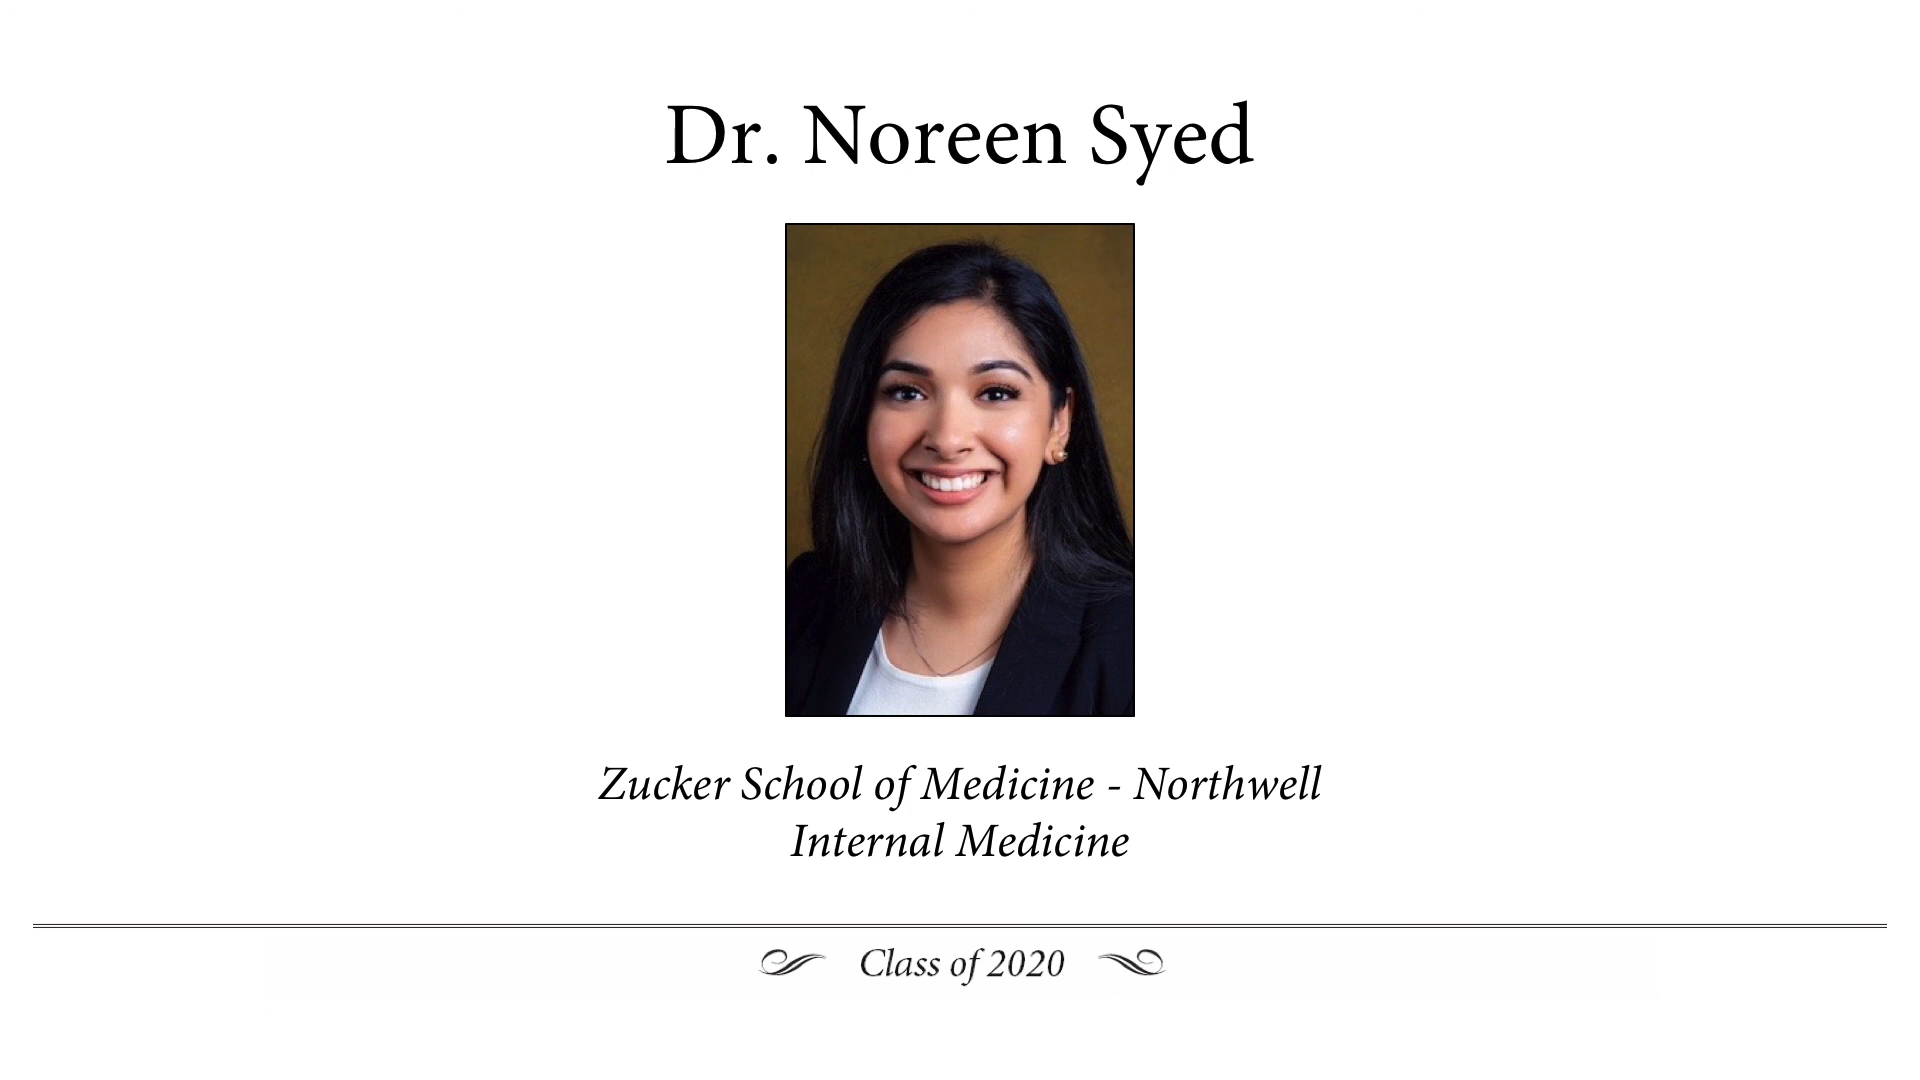 Dr. Noreen Syed
Zucker School of Medicine - Northwell
Internal Medicine
Class of 2020